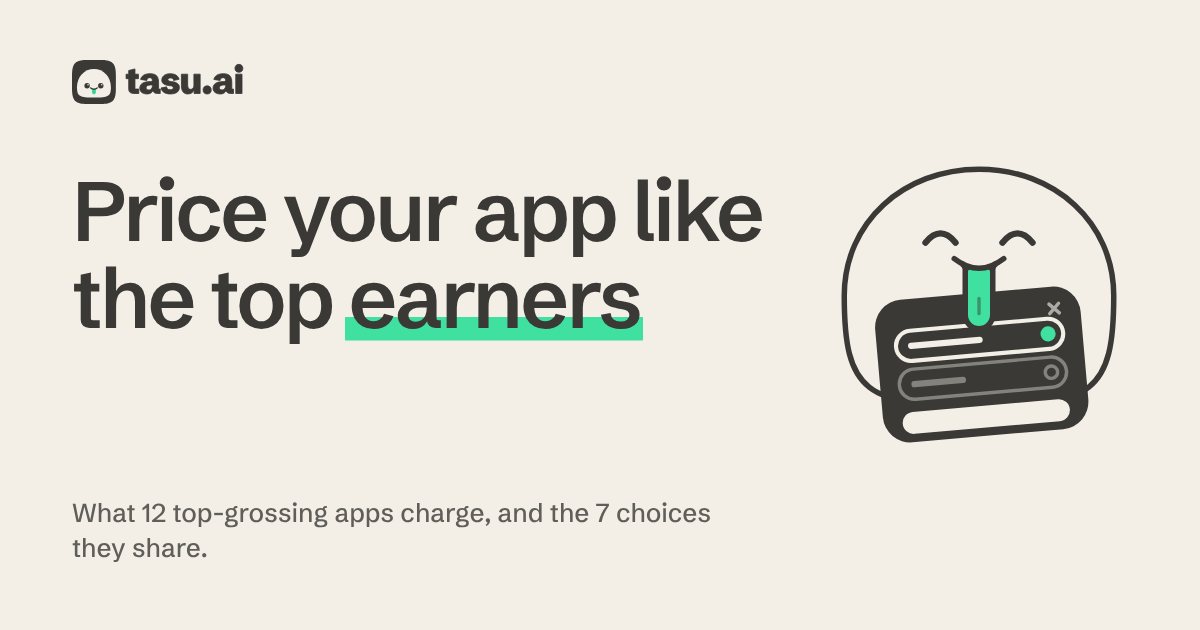 tasu.ai
Price your app like
the top earners
What 12 top-grossing apps charge, and the 7 choices
they share.